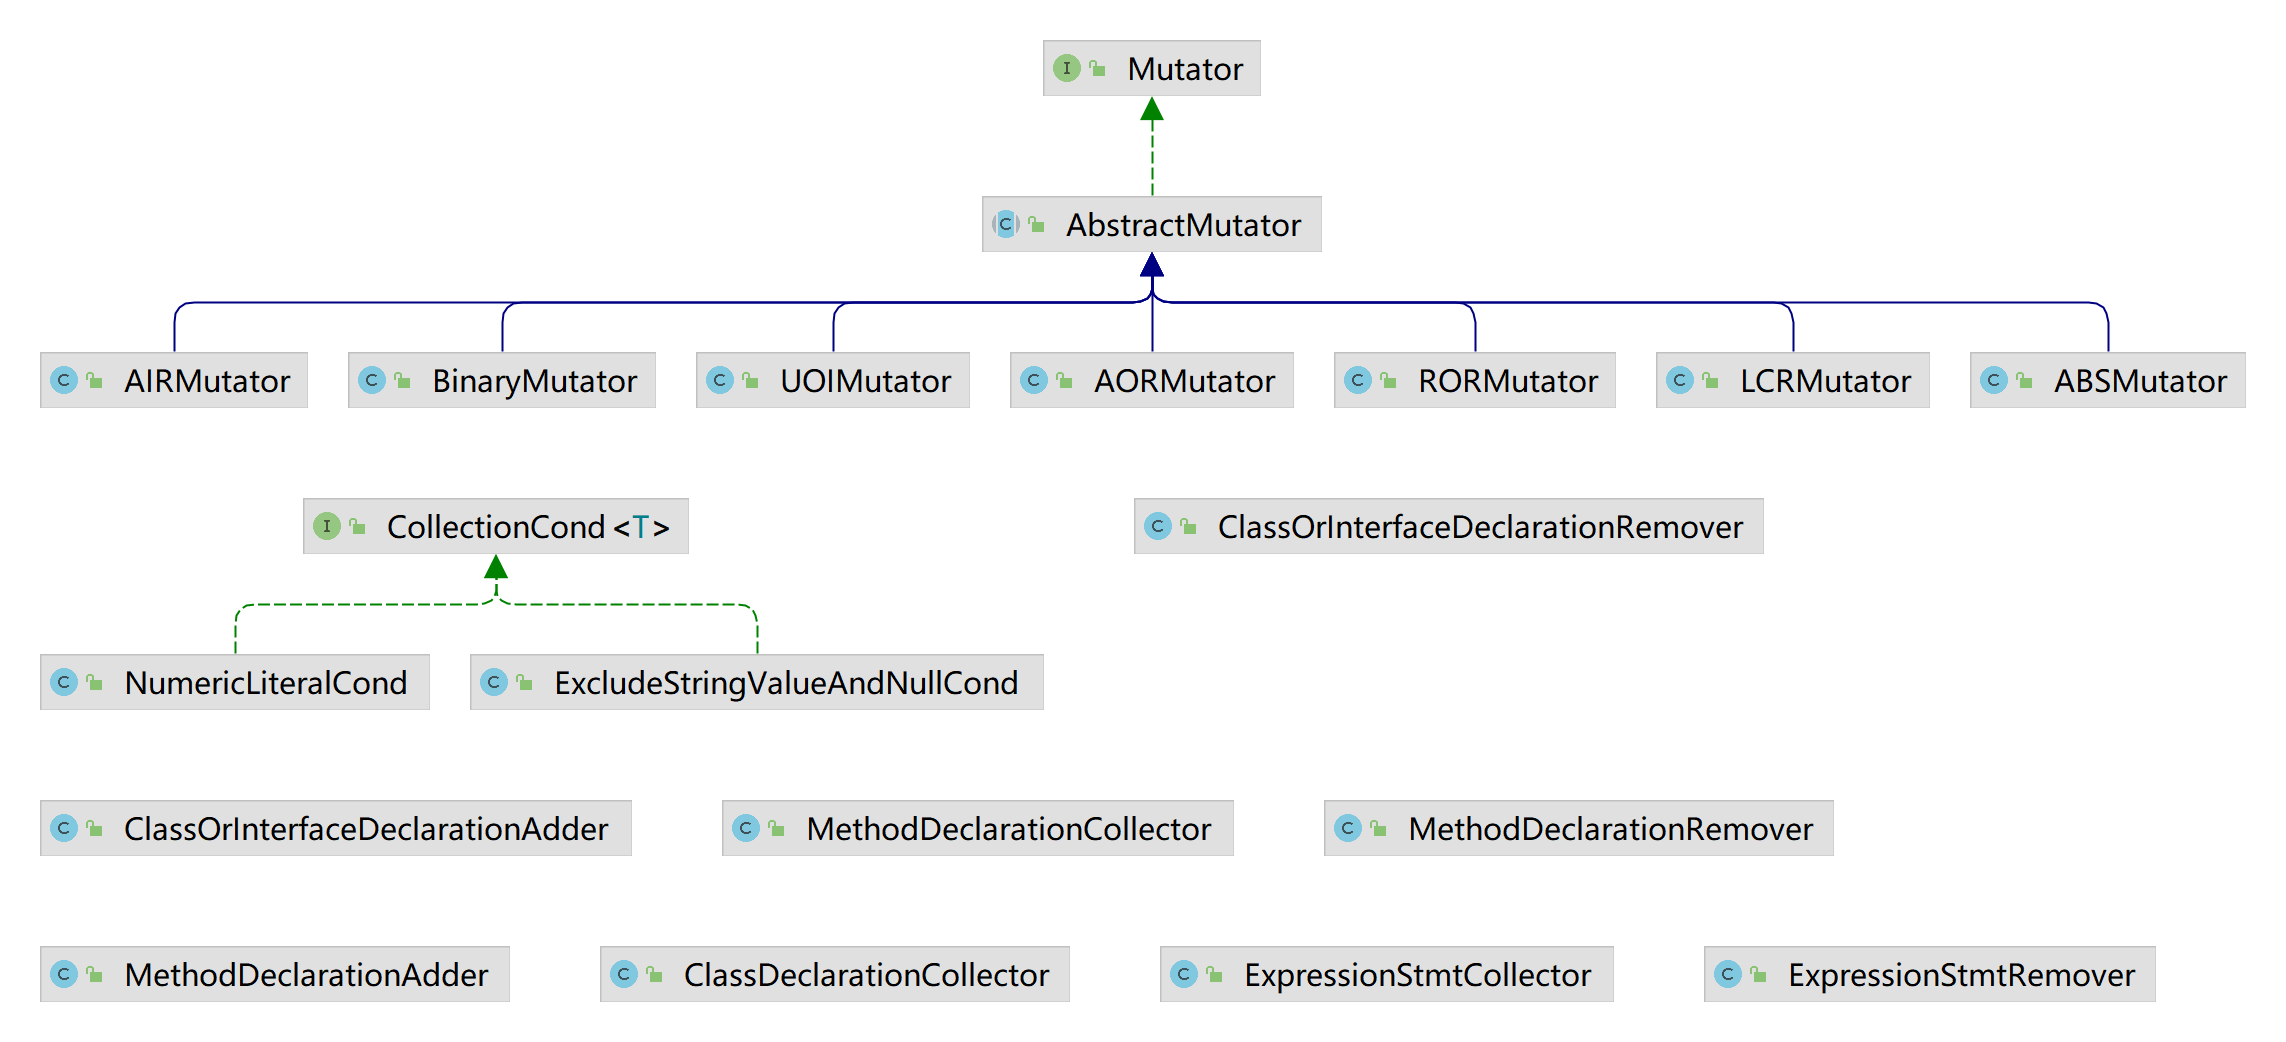 I Mutator
C AbstractMutator
C AIRMutator
C BinaryMutator
C UOIMutator
C AORMutator
C RORMutator
C LCRMutator
C ABSMutator
I CollectionCond <T>
C ClassOrInterfaceDeclarationRemover
C NumericLiteralCond
C ExcludeStringValueAndNullCond
C ClassOrInterfaceDeclarationAdder
C MethodDeclarationCollector
C MethodDeclarationRemover
C MethodDeclarationAdder
C ClassDeclarationCollector
C ExpressionStmtCollector
C ExpressionStmtRemover